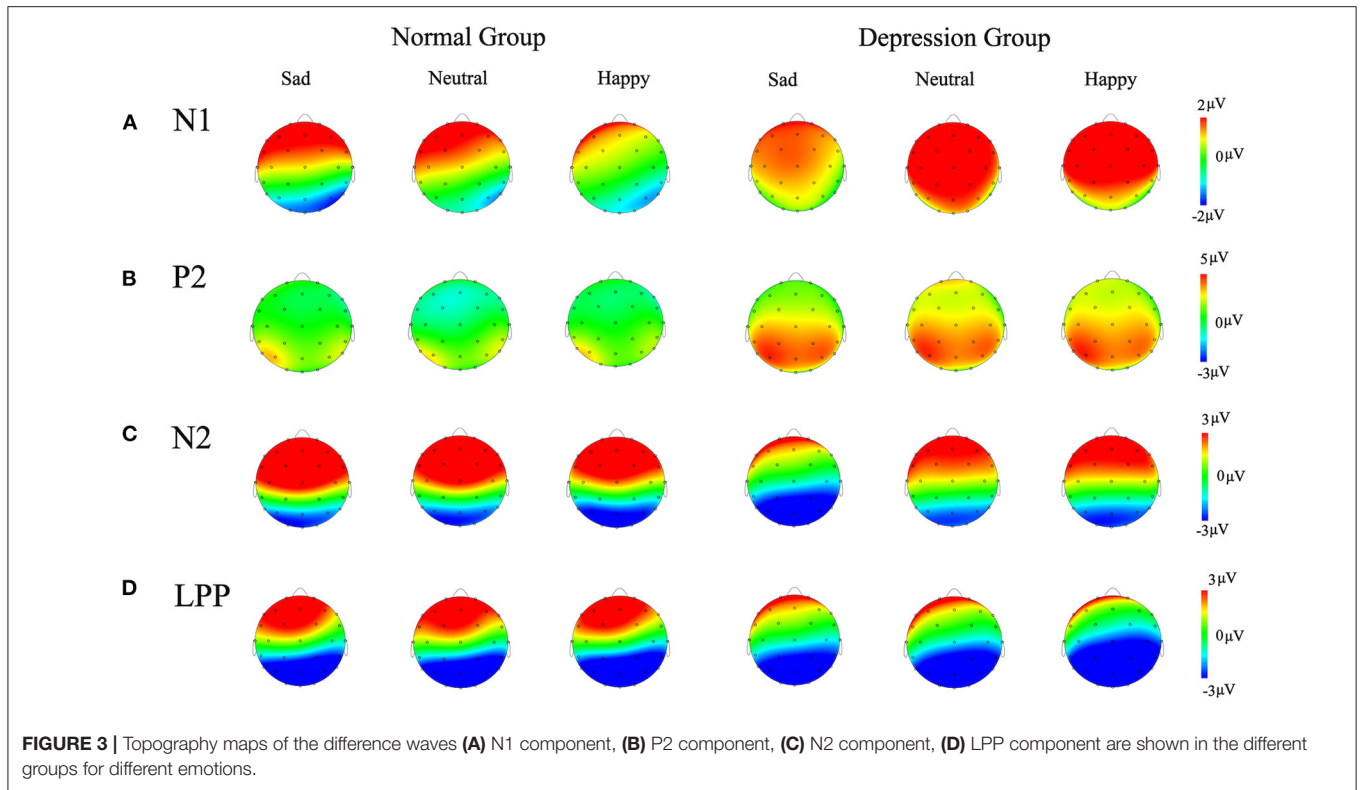 Normal Group Depression Group
Sad Neutral Happy Sad Neutral Happy
A N1
2μV
0μV
-2μV
B P2
5μV
0μV
-3μV
C N2
3μV
0μV
-3μV
D LPP
3μV
0μV
-3μV
FIGURE 3 | Topography maps of the difference waves (A) N1 component, (B) P2 component, (C) N2 component, (D) LPP component are shown in the different
groups for different emotions.